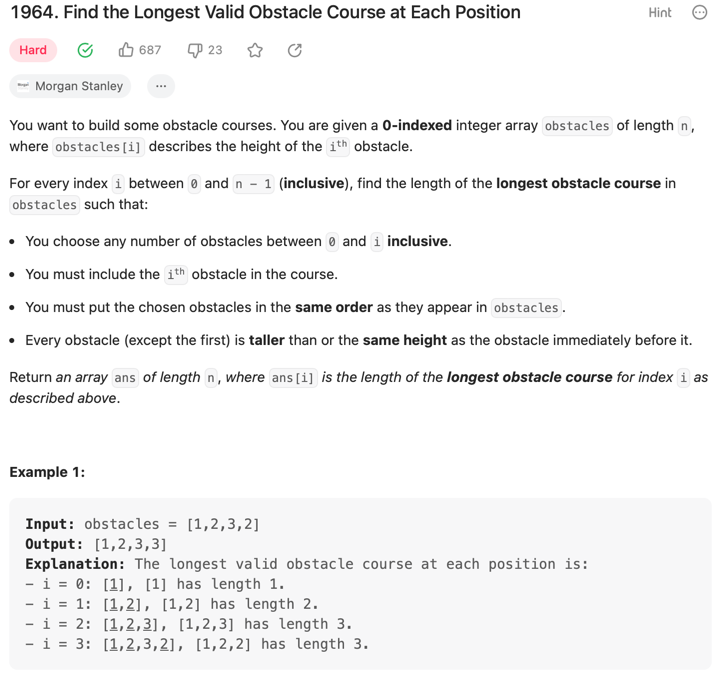 1964. Find the Longest Valid Obstacle Course at Each Position
Hint
Hard
687
23
Morgan Stanley
...
You want to build some obstacle courses. You are given a 0-indexed integer array obstacles of length n,
where obstacles[i] describes the height of the ith obstacle.
For every index i between 0 and n - 1 (inclusive), find the length of the longest obstacle course in
obstacles such that:
• You choose any number of obstacles between 0 and i inclusive.
• You must include the ith obstacle in the course.
• You must put the chosen obstacles in the same order as they appear in obstacles.
• Every obstacle (except the first) is taller than or the same height as the obstacle immediately before it.
Return an array ans of length n, where ans[i] is the length of the longest obstacle course for index i as
described above.
Example 1:
Input: obstacles = [1,2,3,2]
Output: [1,2,3,3]
Explanation: The longest valid obstacle course at each position is:
- i = 0: [1], [1] has length 1.
- i = 1: [1,2], [1,2] has length 2.
- i = 2: [1,2,3], [1,2,3] has length 3.
- i = 3: [1,2,3,2], [1,2,2] has length 3.